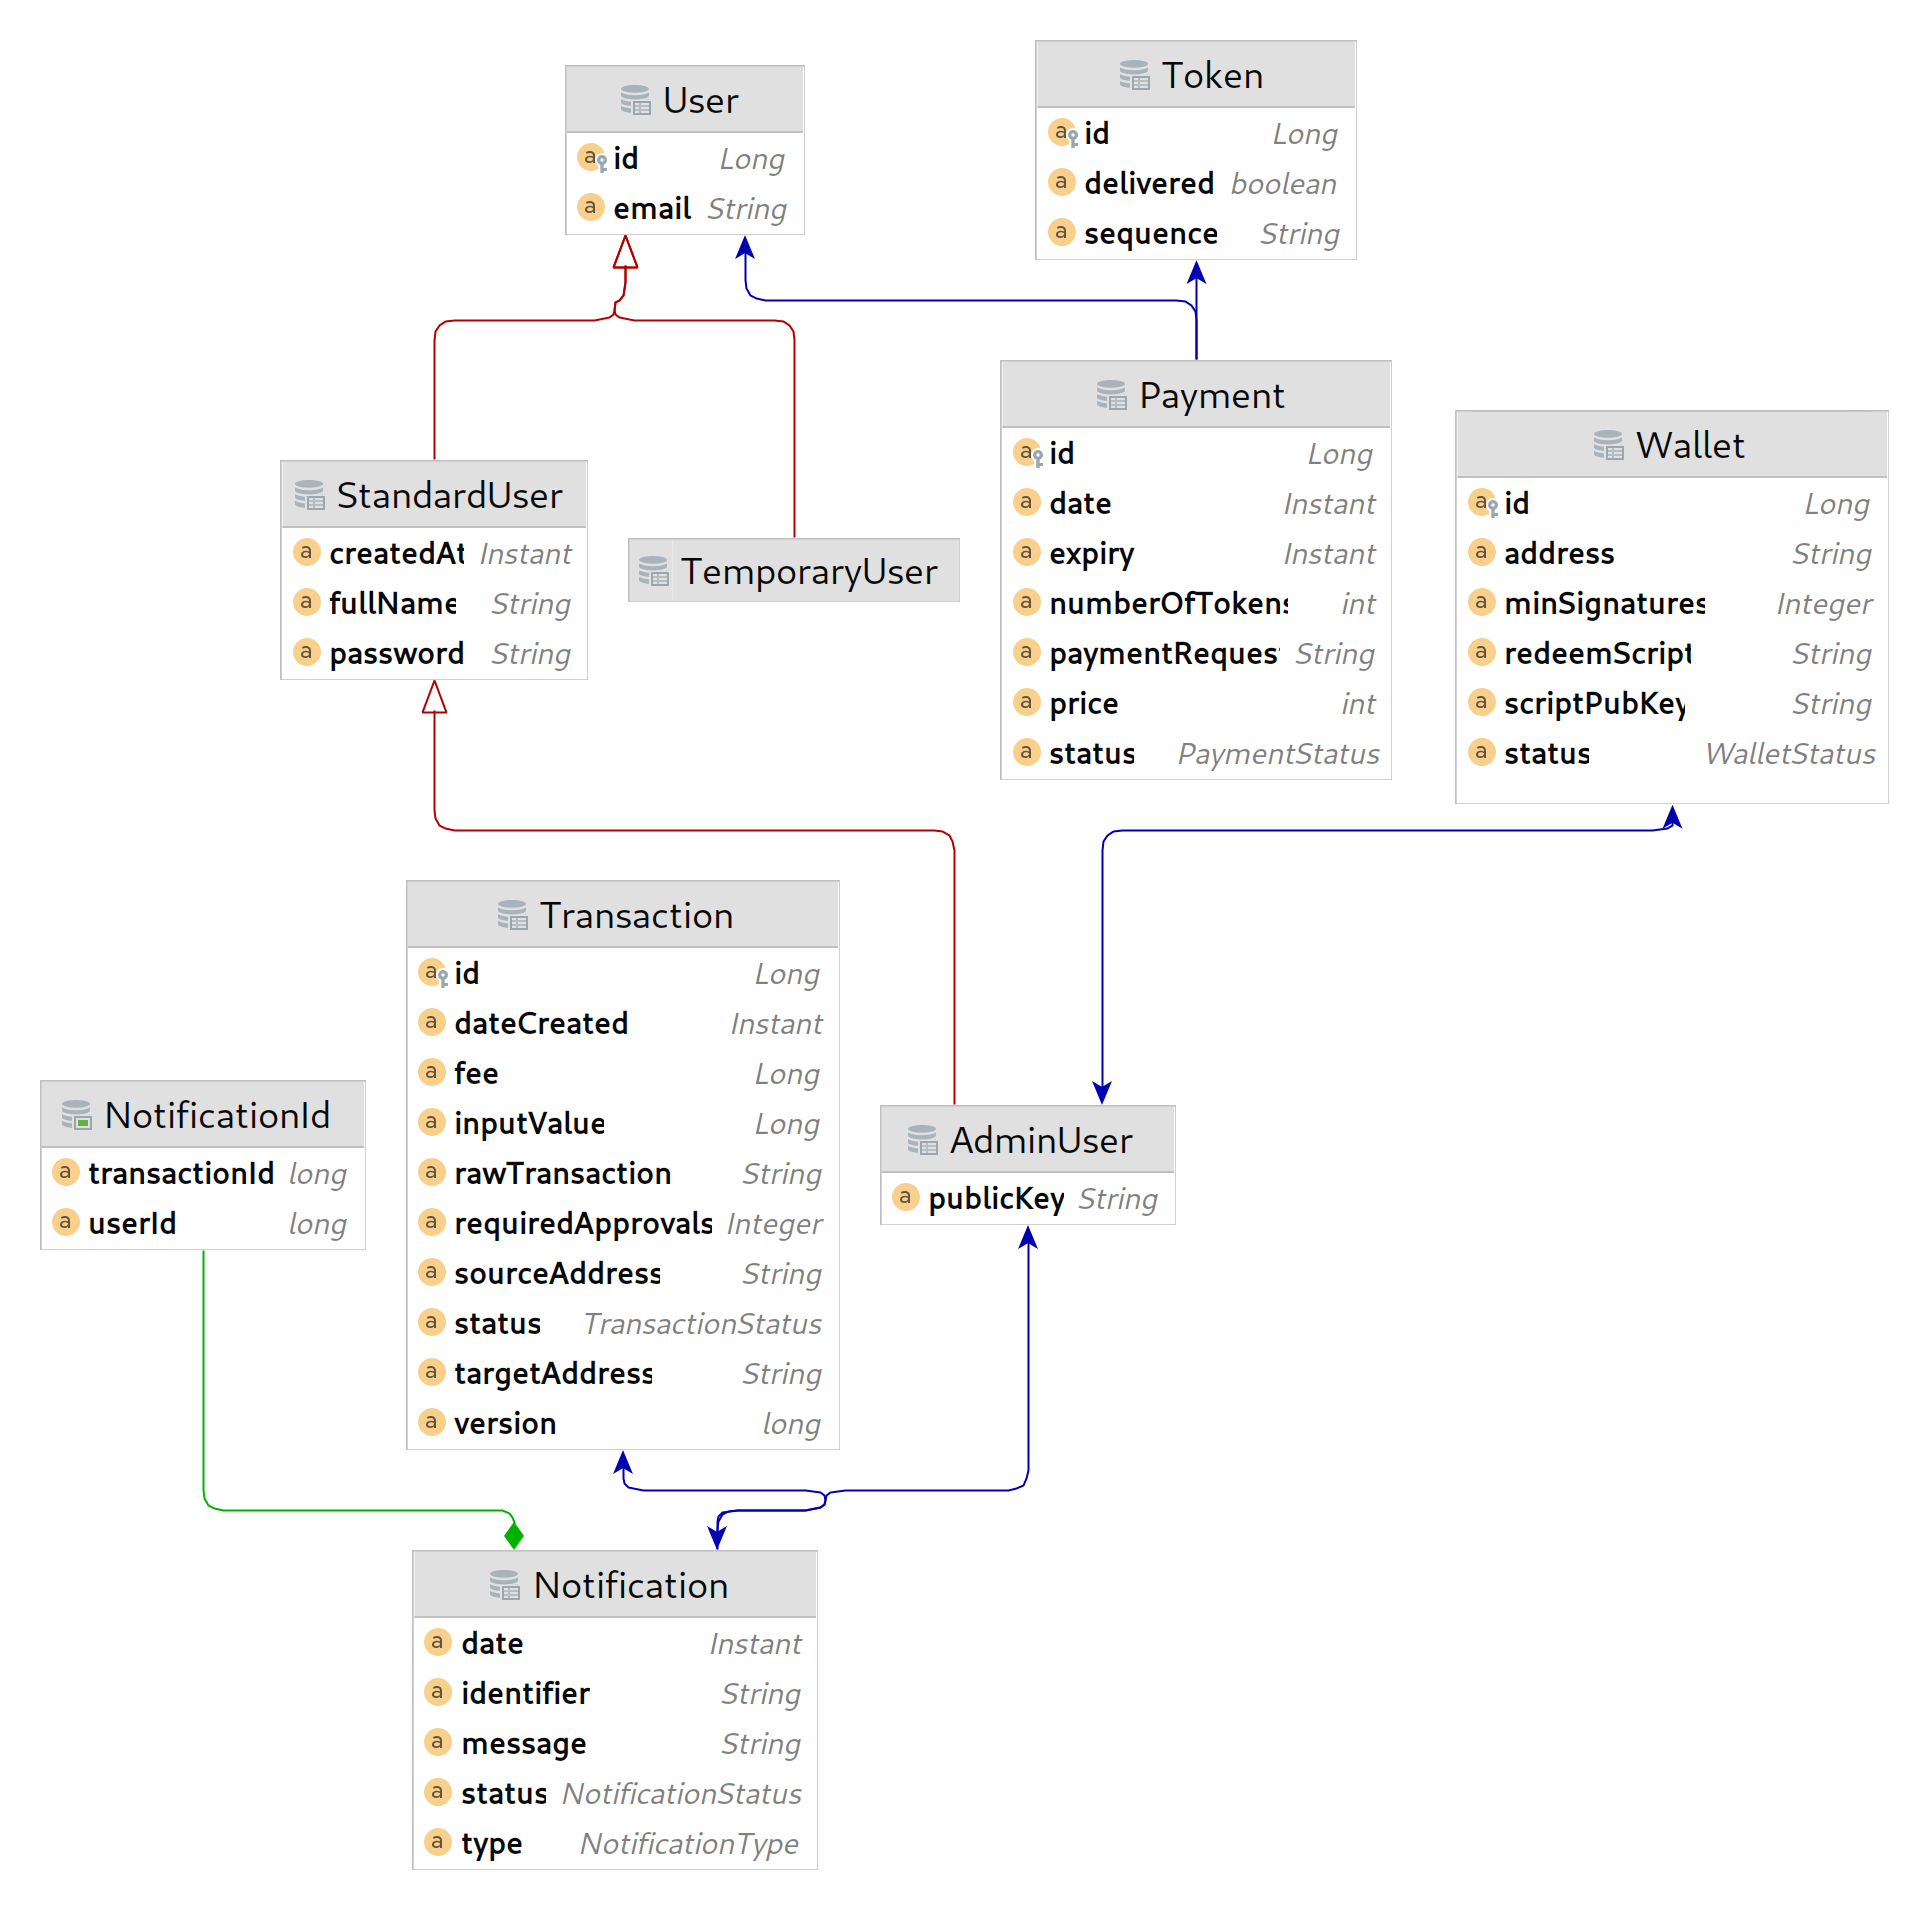 User
id Long
email String
Token
id Long
delivered boolean
sequence String
Payment
id Long
date Instant
expiry Instant
numberOfTokens int
paymentReques String
price int
status PaymentStatus
Wallet
id Long
address String
minSignatures Integer
redeemScript String
scriptPubKey String
status WalletStatus
StandardUser
createdAt Instant
fullName String
password String
TemporaryUser
Transaction
id Long
dateCreated Instant
fee Long
inputValue Long
rawTransaction String
requiredApprovals Integer
sourceAddress String
status TransactionStatus
targetAddress String
version long
NotificationId
transactionId long
userId long
AdminUser
publicKey String
Notification
date Instant
identifier String
message String
status NotificationStatus
type NotificationType